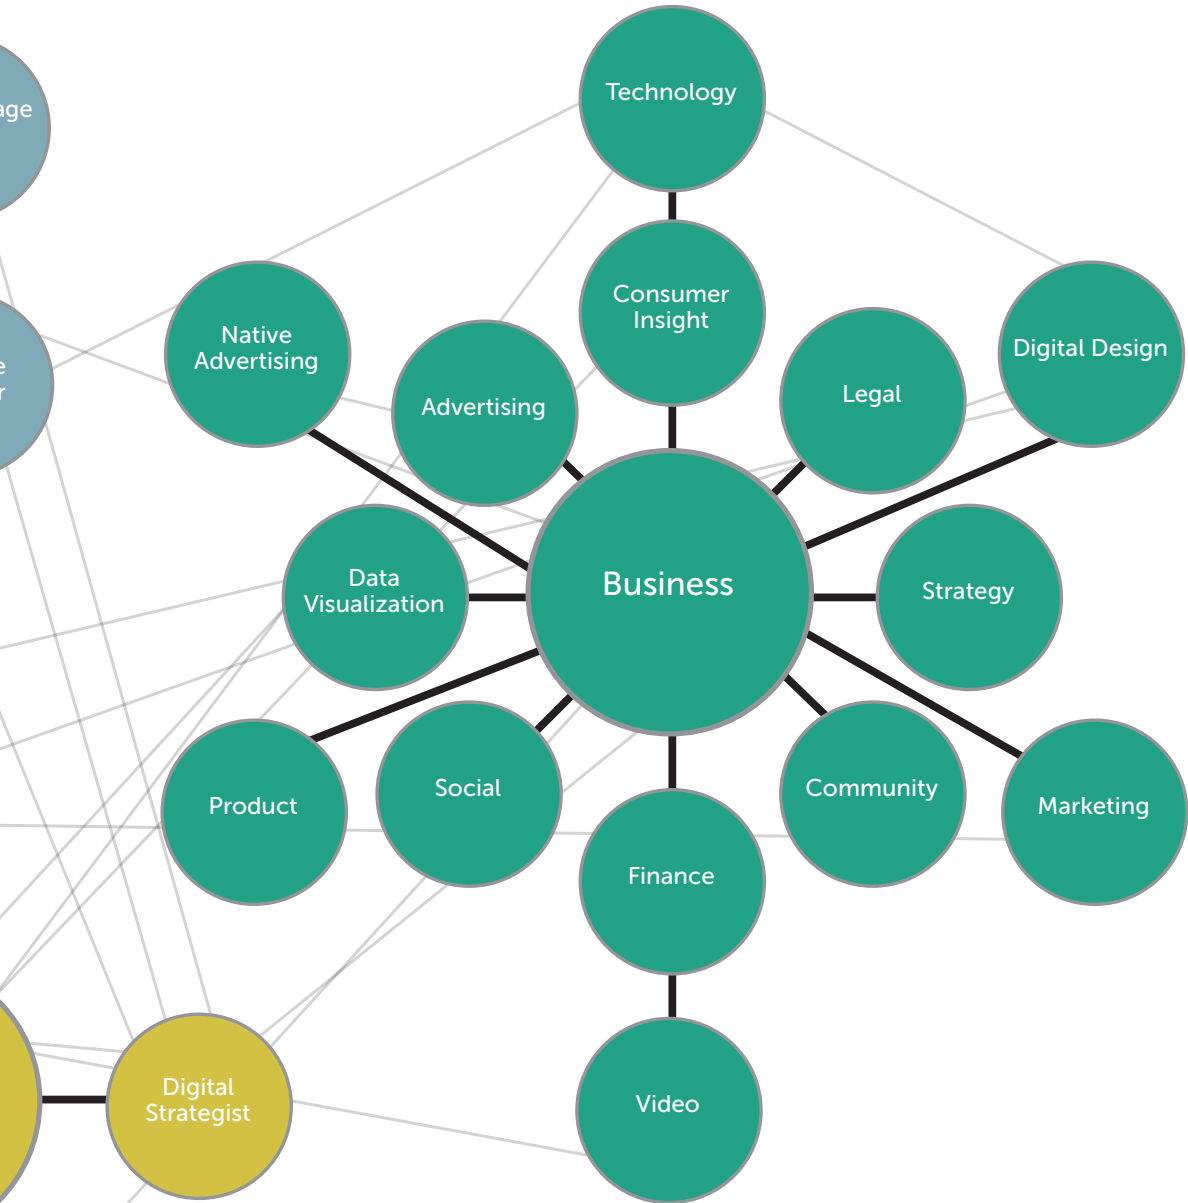 Technology
Consumer
Insight
Native
Advertising
Advertising
Legal
Digital Design
Business
Data
Visualization
Strategy
Product
Social
Community
Marketing
Finance
Digital
Strategist
Video